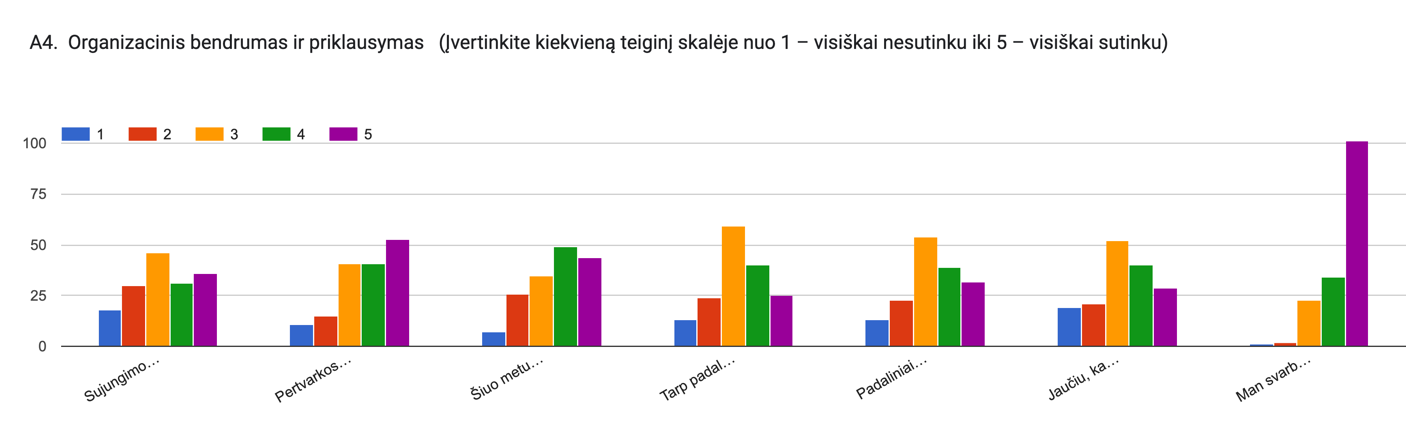 A4. Organizacinis bendrumas ir priklausymas (Įvertinkite kiekvieną teiginį skalėje nuo 1 – visiškai nesutinku iki 5 – visiškai sutinku)
1 2 3 4 5
100
75
50
25
0
Sujungimo…
Pertvarkos…
Šiuo metu…
Tarp padal…
Padaliniai…
Jaučiu, ka…
Man svarb…